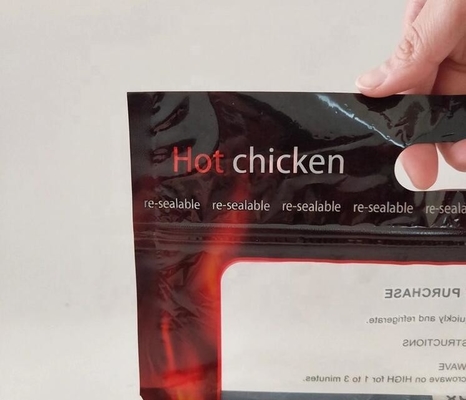 Hot chicken
re-sealable re-sealable re-sealable re-sealable re-seala
PURCHASE
uickly and refrigerate.
STRUCTIONS
WAVE
crowave on HIGH for 1 to 3 minutes.